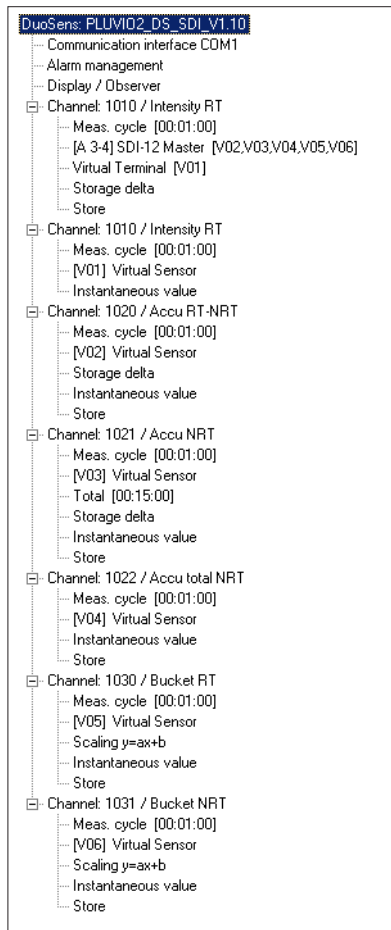 DuoSens: PLUVIO2_DS_SDI_V1.10
Communication interface COM1
Alarm management
Display / Observer
Channel: 1010 / Intensity RT
Meas. cycle [00:01:00]
[A 3-4] SDI-12 Master [V02,V03,V04,V05,V06]
Virtual Terminal [V01]
Storage delta
Store
Channel: 1010 / Intensity RT
Meas. cycle [00:01:00]
[V01] Virtual Sensor
Instantaneous value
Channel: 1020 / Accu RT-NRT
Meas. cycle [00:01:00]
[V02] Virtual Sensor
Storage delta
Instantaneous value
Store
Channel: 1021 / Accu NRT
Meas. cycle [00:01:00]
[V03] Virtual Sensor
Total [00:15:00]
Storage delta
Instantaneous value
Store
Channel: 1022 / Accu total NRT
Meas. cycle [00:01:00]
[V04] Virtual Sensor
Instantaneous value
Store
Channel: 1030 / Bucket RT
Meas. cycle [00:01:00]
[V05] Virtual Sensor
Scaling y=ax+b
Instantaneous value
Store
Channel: 1031 / Bucket NRT
Meas. cycle [00:01:00]
[V06] Virtual Sensor
Scaling y=ax+b
Instantaneous value
Store